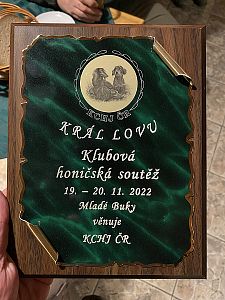 KCHJ ČR
KRÁL LOVU
Klubová
honičská soutěž
19. – 20. 11. 2022
Mladé Buky
věnuje
KCHJ ČR